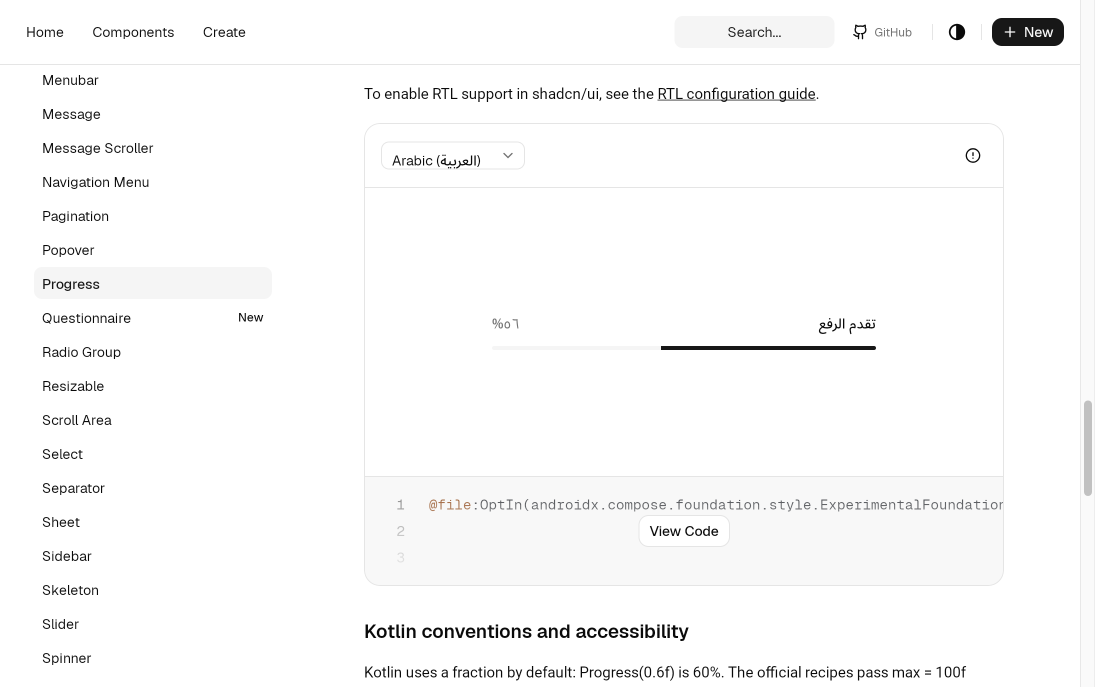 Home
Components
Create
Search...
GitHub
New
Menubar
Message
Message Scroller
Navigation Menu
Pagination
Popover
Progress
Questionnaire New
Radio Group
Resizable
Scroll Area
Select
Separator
Sheet
Sidebar
Skeleton
Slider
Spinner
To enable RTL support in shadcn/ui, see the RTL configuration guide.
Arabic (العربية)
تقدم الرفع
٥٦%
1 @file:OptIn(androidx.compose.foundation.style.ExperimentalFoundation
2
View Code
3
Kotlin conventions and accessibility
Kotlin uses a fraction by default: Progress(0.6f) is 60%. The official recipes pass max = 100f